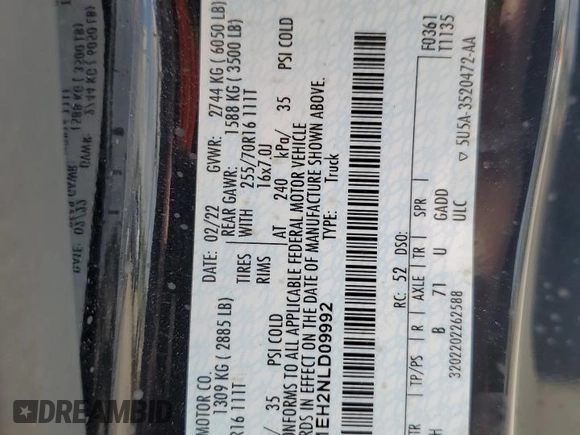 MOTOR CO.
DATE: 02/22 GVWR: 2744 KG ( 6050 LB)
1309 KG ( 2885 LB) REAR GAWR: 1588 KG ( 3500 LB)
R16 111T TIRES WITH 255/70R16 111T
RIMS 16x7.0J
/ 35 PSI COLD AT 240 kPa/ 35 PSI COLD
ONFORMS TO ALL APPLICABLE FEDERAL MOTOR VEHICLE
RDS IN EFFECT ON THE DATE OF MANUFACTURE SHOWN ABOVE.
1EH2NLD09992 TYPE: Truck
F0361
RC: 52 DSO: T1135
TP/PS R AXLE TR SPR
H B 71 U GADD
ULC
3202202262588 ▽ 5U5A-3520472-AA
DREAMBID